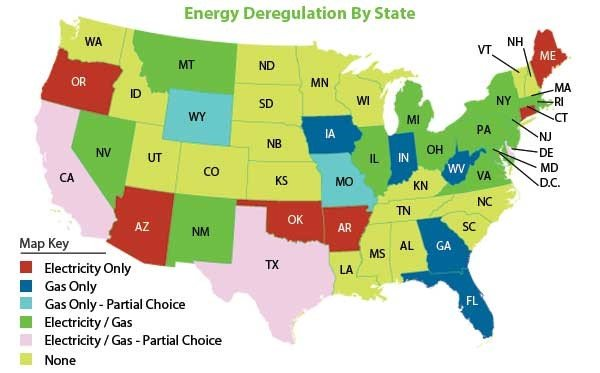 Energy Deregulation By State
WA
OR
MT
ID
WY
ND
SD
NB
MN
WI
NV
UT
CO
KS
CA
AZ
NM
OK
TX
IA
MO
AR
LA
IL
IN
MI
OH
KY
TN
MS
AL
GA
FL
SC
NC
VA
WV
PA
NY
VT
NH
ME
MA
RI
CT
NJ
DE
MD
D.C.
Map Key
Electricity Only
Gas Only
Gas Only - Partial Choice
Electricity / Gas
Electricity / Gas - Partial Choice
None